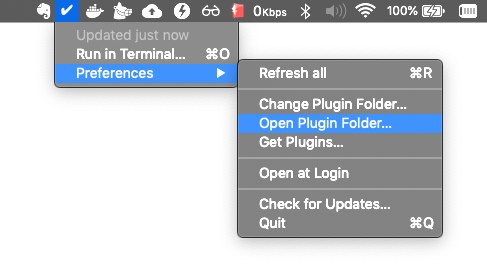 0Kbps 100%
Updated just now
Run in Terminal... ⌘O
Preferences
Refresh all ⌘R
Change Plugin Folder...
Open Plugin Folder...
Get Plugins...
Open at Login
Check for Updates...
Quit ⌘Q